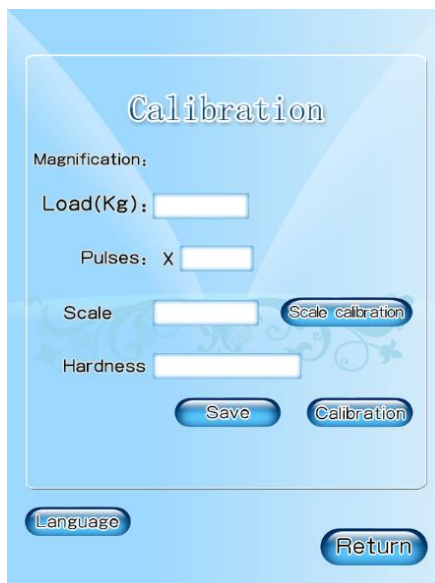 Calibration
Magnification:
Load(Kg):
Pulses: X
Scale
Scale calibration
Hardness
Save
Calibration
Language
Return